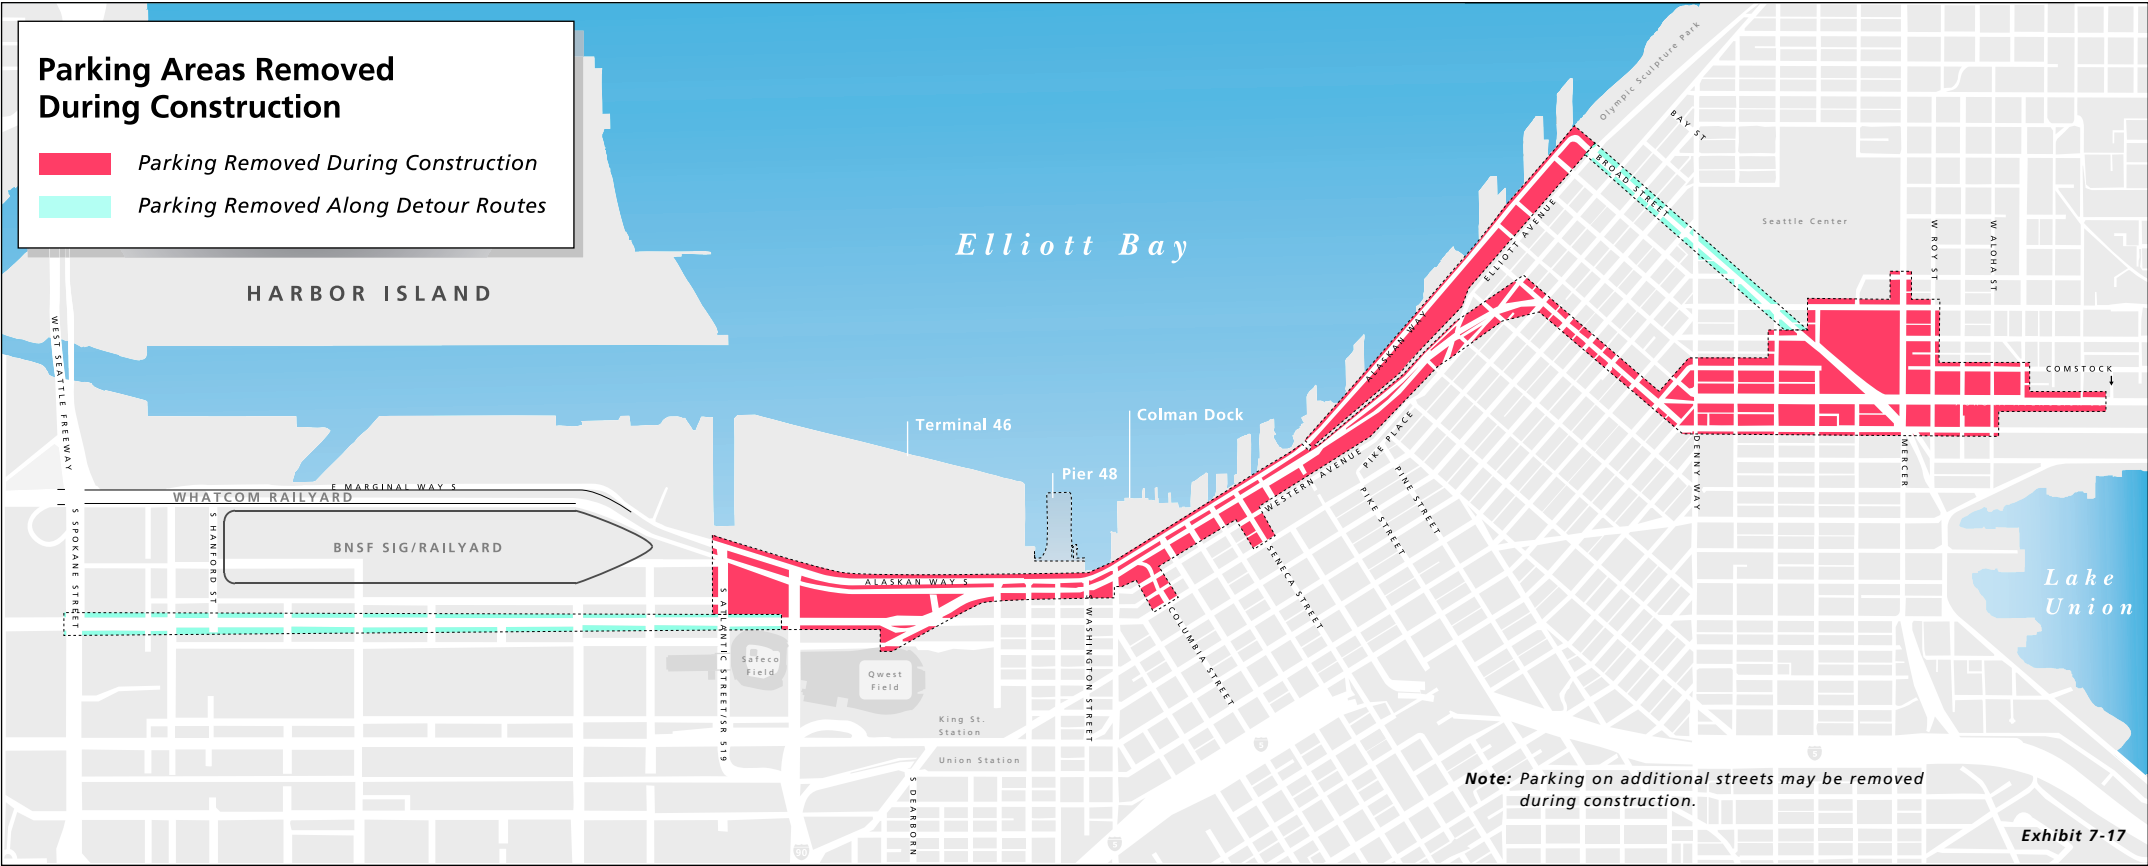 Parking Areas Removed
During Construction
Parking Removed During Construction
Parking Removed Along Detour Routes
Elliott Bay
HARBOR ISLAND
Olympic Sculpture Park
BAY ST
BROAD STREET
Seattle Center
W ROY ST
W ALOHA ST
ELLIOTT AVENUE
ALASKAN WAY
COMSTOCK
WEST SEATTLE FREEWAY
Terminal 46
Colman Dock
Pier 48
PIKE PLACE
WESTERN AVENUE
PINE STREET
PIKE STREET
DENNY WAY
MERCER
E MARGINAL WAY S
WHATCOM RAILYARD
BNSF SIG/RAILYARD
S SPOKANE STREET
S HANFORD ST
ALASKAN WAY S
SENECA STREET
COLUMBIA STREET
WASHINGTON STREET
S ATLANTIC STREET/SR 519
Lake
Union
Safeco
Field
Qwest
Field
King St.
Station
Union Station
S DEARBORN
5
5
5
90
Note: Parking on additional streets may be removed
during construction.
Exhibit 7-17